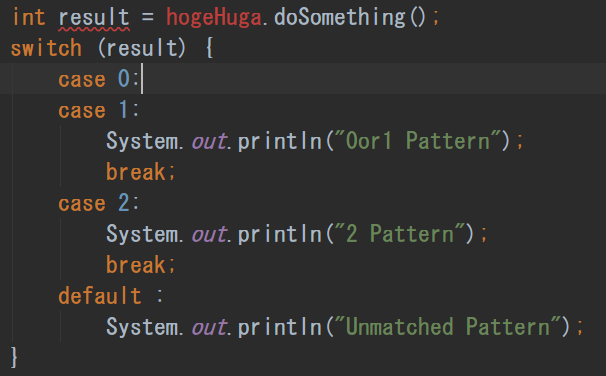 int result = hogeHuga.doSomething();
switch (result) {
    case 0:
    case 1:
        System.out.println("0or1 Pattern");
        break;
    case 2:
        System.out.println("2 Pattern");
        break;
    default :
        System.out.println("Unmatched Pattern");
}